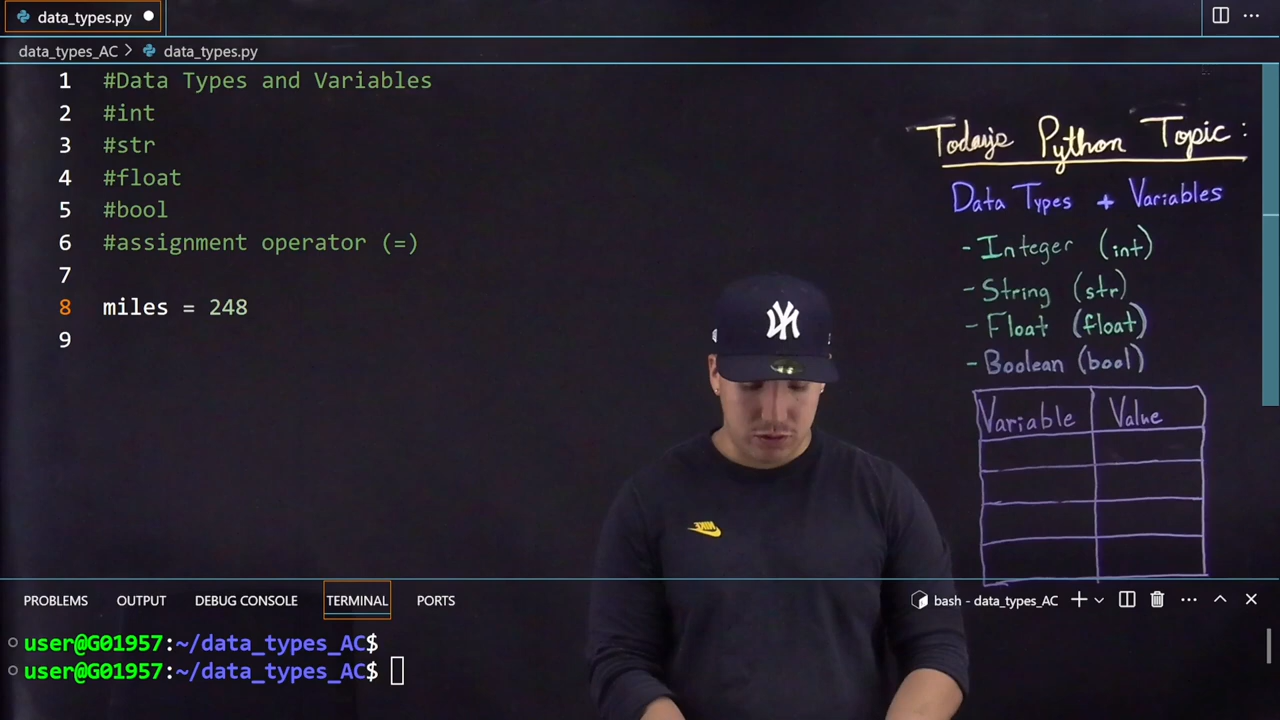 data_types.py
data_types_AC > data_types.py
1 #Data Types and Variables
2 #int
3 #str
4 #float
5 #bool
6 #assignment operator (=)
7
8 miles = 248
9
Todays Python Topic :
Data Types + Variables
- Integer (int)
- String (str)
- Float (float)
- Boolean (bool)
Variable Value
NY
NIKE
PROBLEMS OUTPUT DEBUG CONSOLE TERMINAL PORTS
bash - data_types_AC
user@G01957:~/data_types_AC$
user@G01957:~/data_types_AC$